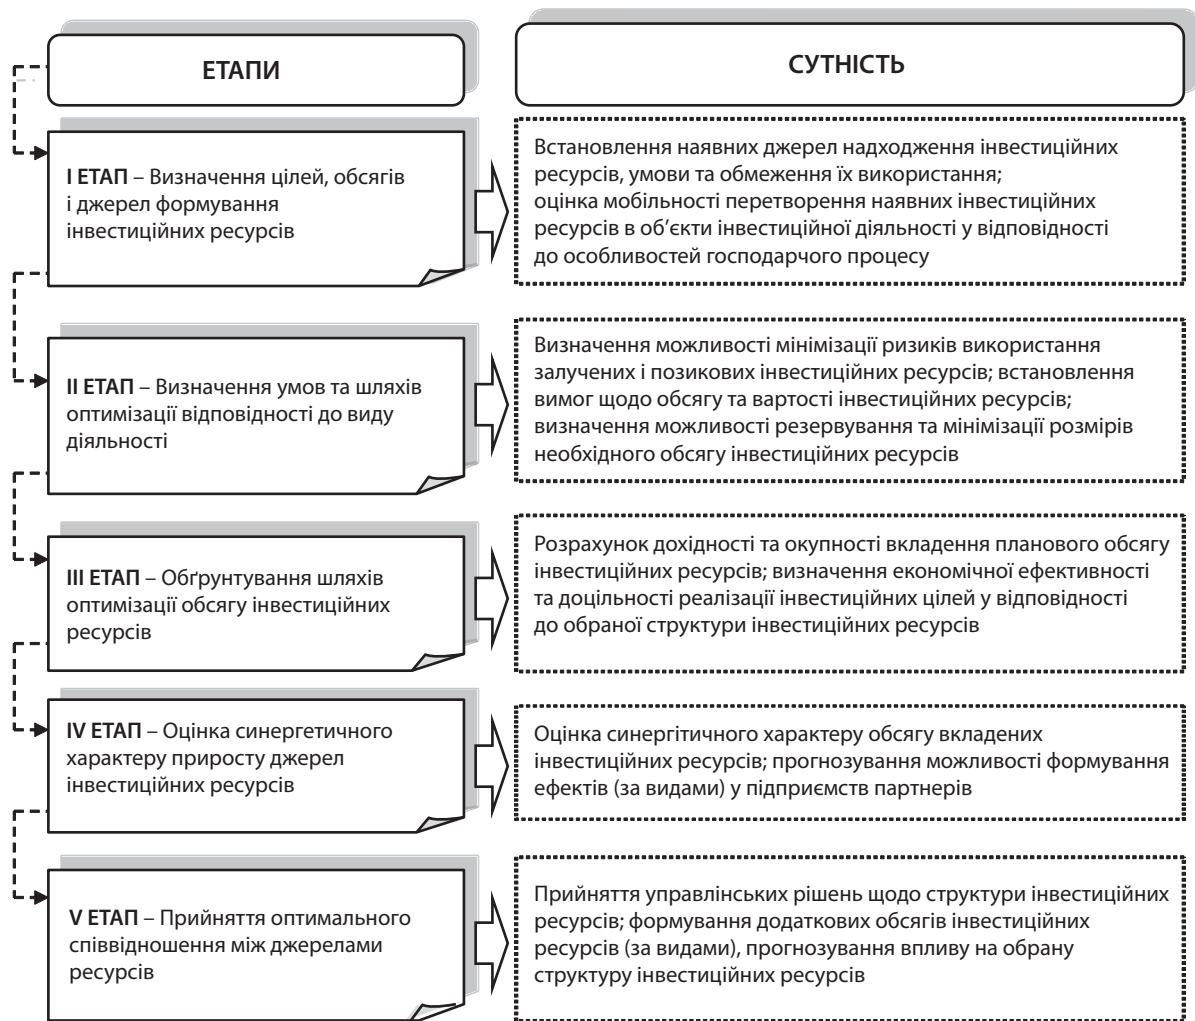 ЕТАПИ
СУТНІСТЬ
І ЕТАП – Визначення цілей, обсягів
і джерел формування
інвестиційних ресурсів
Встановлення наявних джерел надходження інвестиційних
ресурсів, умови та обмеження їх використання;
оцінка мобільності перетворення наявних інвестиційних
ресурсів в об’єкти інвестиційної діяльності у відповідності
до особливостей господарчого процесу
ІІ ЕТАП – Визначення умов та шляхів
оптимізації відповідності до виду
діяльності
Визначення можливості мінімізації ризиків використання
залучених і позикових інвестиційних ресурсів; встановлення
вимог щодо обсягу та вартості інвестиційних ресурсів;
визначення можливості резервування та мінімізації розмірів
необхідного обсягу інвестиційних ресурсів
ІІІ ЕТАП – Обґрунтування шляхів
оптимізації обсягу інвестиційних
ресурсів
Розрахунок дохідності та окупності вкладення планового обсягу
інвестиційних ресурсів; визначення економічної ефективності
та доцільності реалізації інвестиційних цілей у відповідності
до обраної структури інвестиційних ресурсів
IV ЕТАП – Оцінка синергетичного
характеру приросту джерел
інвестиційних ресурсів
Оцінка синергітичного характеру обсягу вкладених
інвестиційних ресурсів; прогнозування можливості формування
ефектів (за видами) у підприємств партнерів
V ЕТАП – Прийняття оптимального
співвідношення між джерелами
ресурсів
Прийняття управлінських рішень щодо структури інвестиційних
ресурсів; формування додаткових обсягів інвестиційних
ресурсів (за видами), прогнозування впливу на обрану
структуру інвестиційних ресурсів